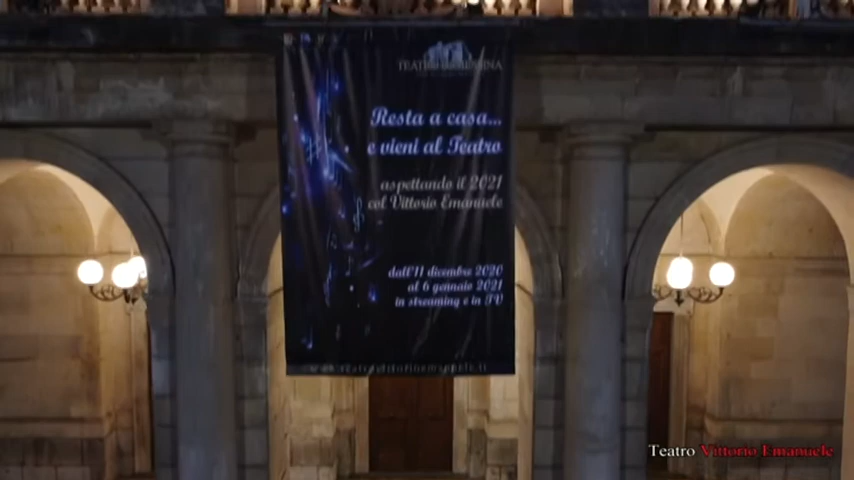 TEATRO
Resta a casa...
e vieni al Teatro
aspettando il 2021
col Vittorio Emanuele
dall'11 dicembre 2020
al 6 gennaio 2021
in streaming e in TV
Teatro Vittorio Emanuele